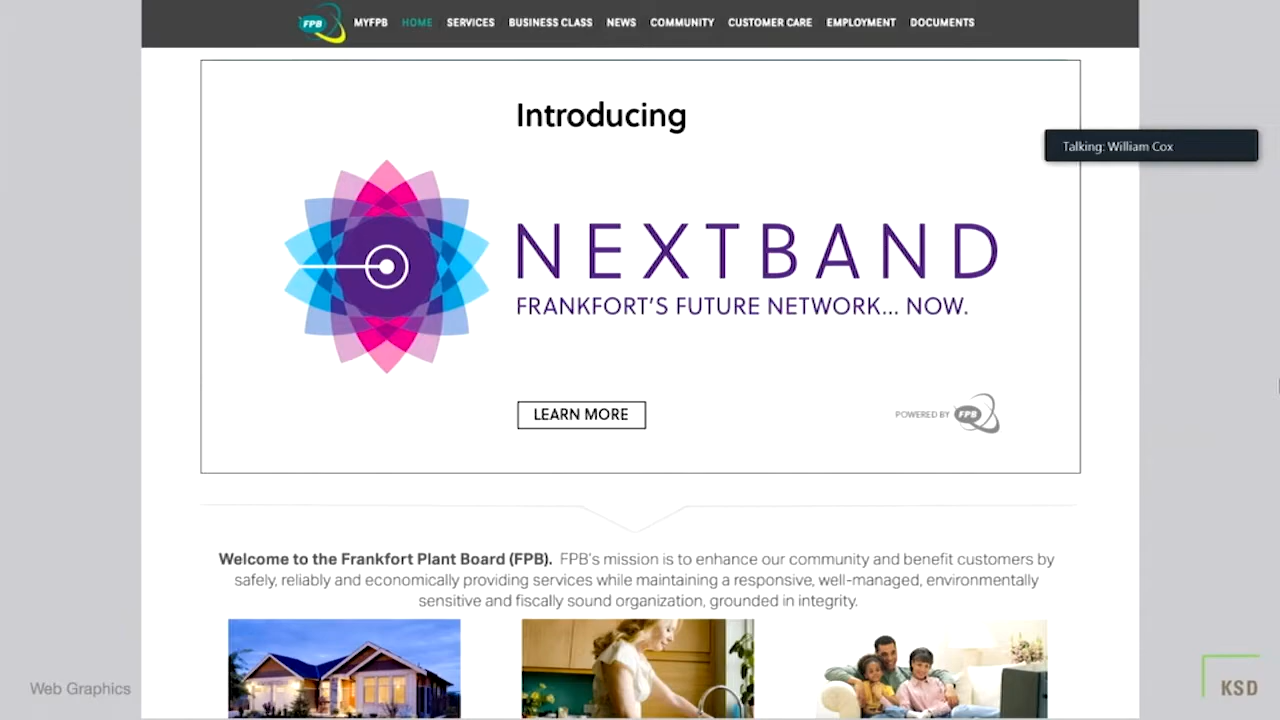 FPB MYFPB HOME SERVICES BUSINESS CLASS NEWS COMMUNITY CUSTOMER CARE EMPLOYMENT DOCUMENTS
Introducing
Talking: William Cox
NEXTBAND
FRANKFORT'S FUTURE NETWORK... NOW.
LEARN MORE
POWERED BY FPB
Welcome to the Frankfort Plant Board (FPB). FPB's mission is to enhance our community and benefit customers by
safely, reliably and economically providing services while maintaining a responsive, well-managed, environmentally
sensitive and fiscally sound organization, grounded in integrity.
Web Graphics
KSD